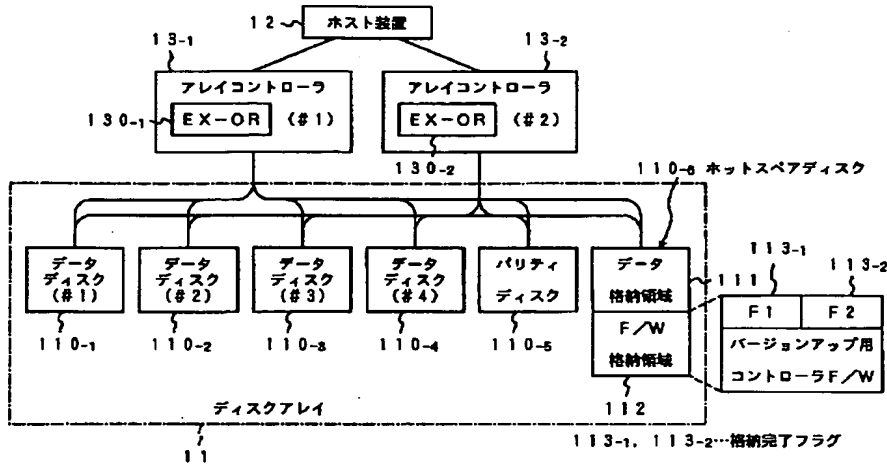 12
ホスト装置
13-1
13-2
アレイコントローラ
EX-OR (#1)
130-1
アレイコントローラ
EX-OR (#2)
130-2
110-6 ホットスペアディスク
データ
ディスク
(#1)
データ
ディスク
(#2)
データ
ディスク
(#3)
データ
ディスク
(#4)
パリティ
ディスク
データ
格納領域
F/W
格納領域
111
113-1
113-2
F1
F2
バージョンアップ用
コントローラF/W
110-1
110-2
110-3
110-4
110-5
112
ディスクアレイ
11
113-1, 113-2…格納完了フラグ